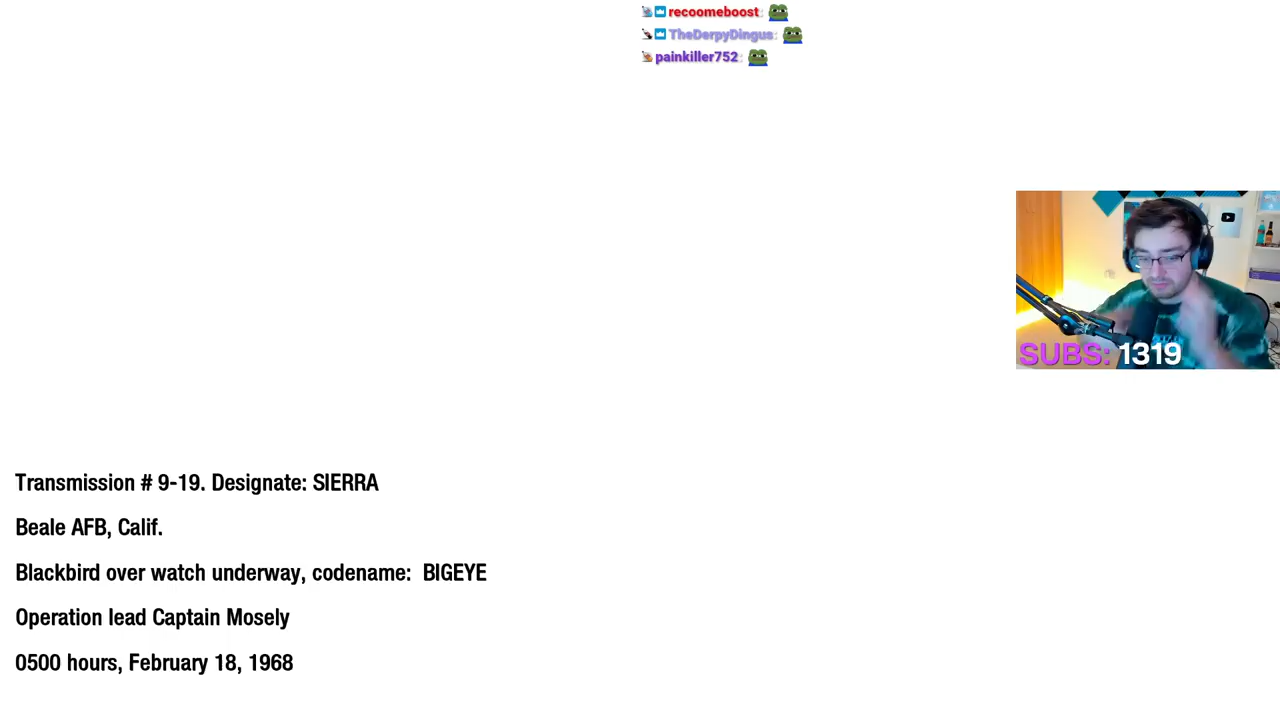 recoomeboost:
TheDerpyDingus:
painkiller752:
SUBS: 1319
Transmission # 9-19. Designate: SIERRA
Beale AFB, Calif.
Blackbird over watch underway, codename:  BIGEYE
Operation lead Captain Mosely
0500 hours, February 18, 1968